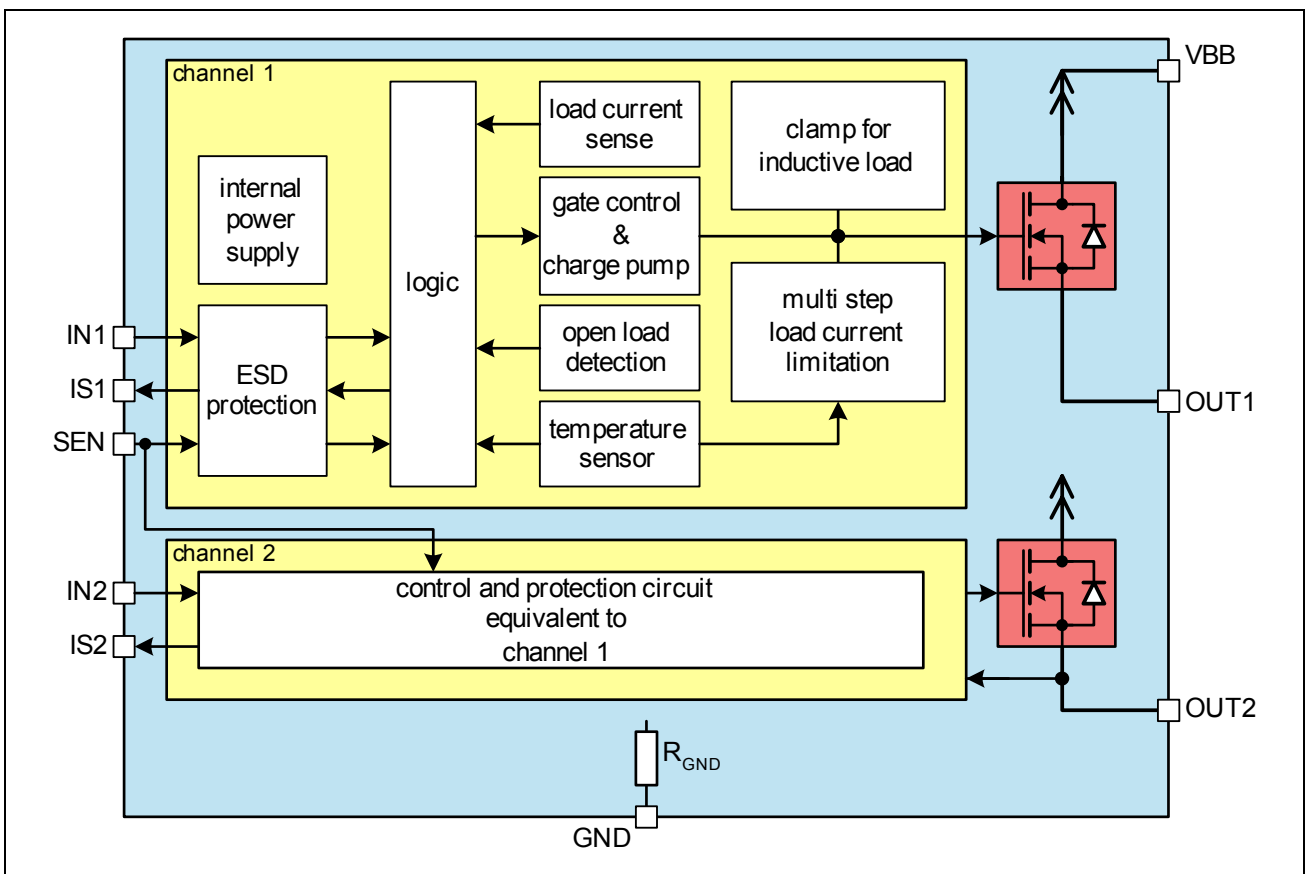 VBB
channel 1
load current
sense
clamp for
inductive load
internal
power
supply
gate control
&
charge pump
logic
multi step
load current
limitation
IN1
open load
detection
ESD
protection
IS1
OUT1
SEN
temperature
sensor
channel 2
IN2
control and protection circuit
equivalent to
channel 1
IS2
OUT2
RGND
GND